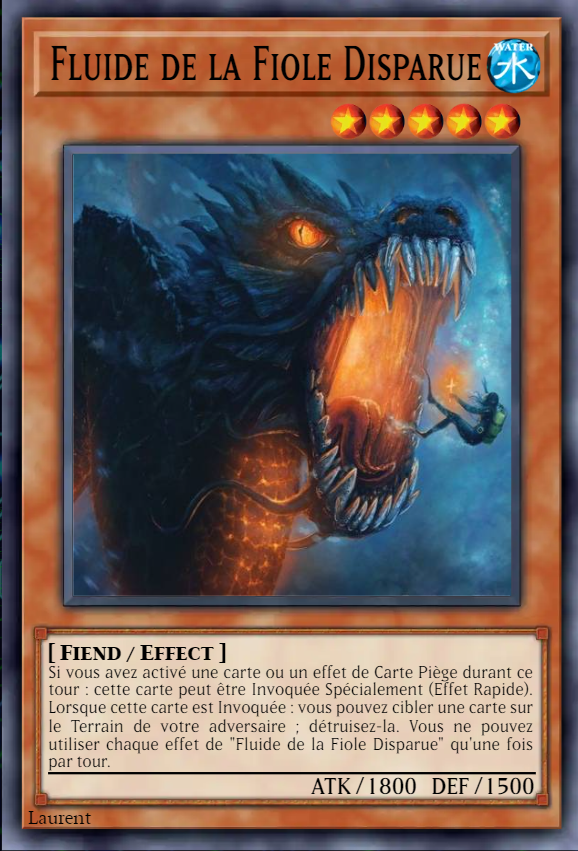 FLUIDE DE LA FIOLE DISPARUE
WATER
水
[ FIEND / EFFECT ]
Si vous avez activé une carte ou un effet de Carte Piège durant ce
tour : cette carte peut être Invoquée Spécialement (Effet Rapide).
Lorsque cette carte est Invoquée : vous pouvez cibler une carte sur
le Terrain de votre adversaire ; détruisez-la. Vous ne pouvez
utiliser chaque effet de "Fluide de la Fiole Disparue" qu'une fois
par tour.
ATK / 1800 DEF / 1500
Laurent